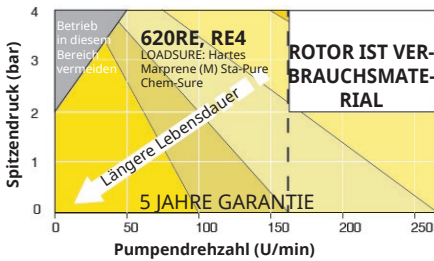 4
3
2
1
0
Spitzendruck (bar)
Betrieb
in diesem
Bereich
vermeiden
620RE, RE4
LOADSURE: Hartes
Marprene (M) Sta-Pure
Chem-Sure
ROTOR IST VER-
BRAUCHSMATE-
RIAL
Längere Lebensdauer
5 JAHRE GARANTIE
0
50
100
150
200
250
Pumpendrehzahl (U/min)